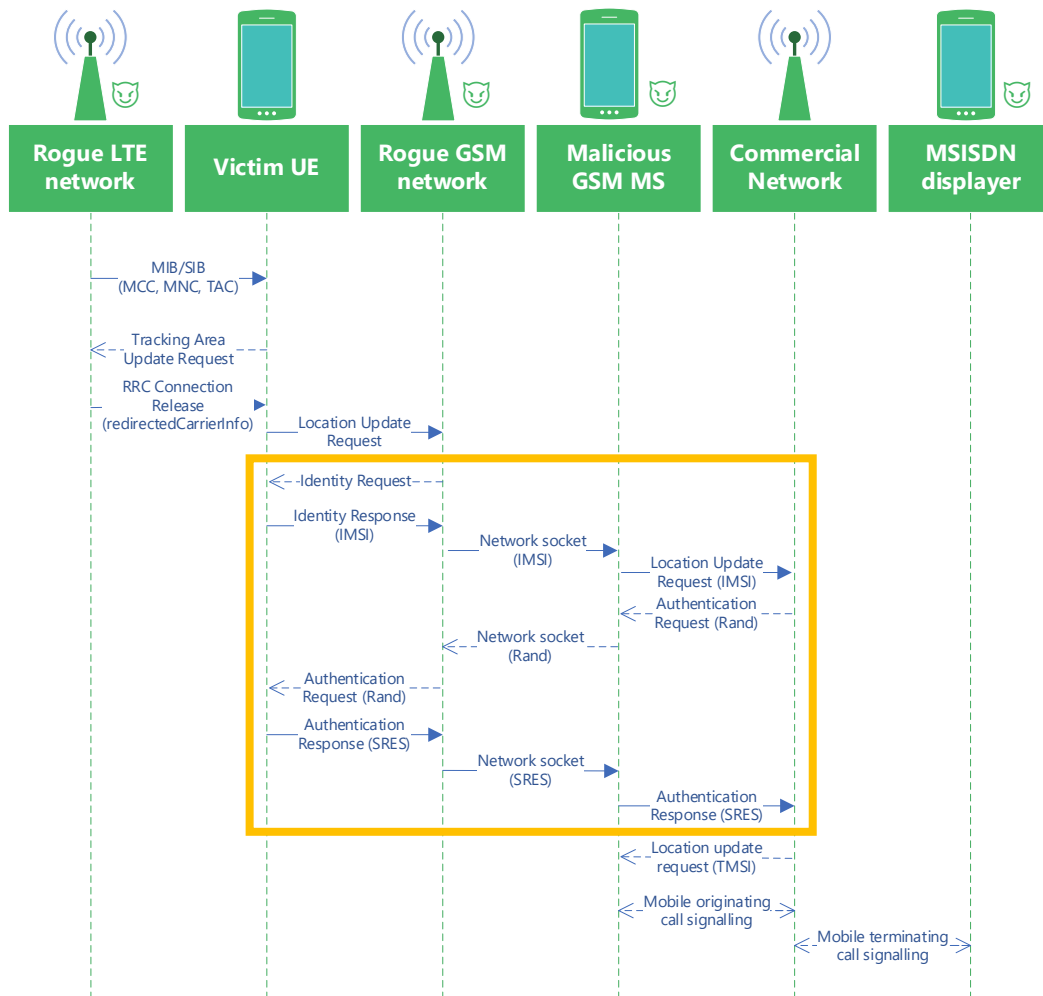 Rogue LTE
network
Victim UE
Rogue GSM
network
Malicious
GSM MS
Commercial
Network
MSISDN
displayer
MIB/SIB
(MCC, MNC, TAC)
Tracking Area
Update Request
RRC Connection
Release
(redirectedCarrierInfo)
Location Update
Request
Identity Request
Identity Response
(IMSI)
Network socket
(IMSI)
Location Update
Request (IMSI)
Authentication
Request (Rand)
Network socket
(Rand)
Authentication
Request (Rand)
Authentication
Response (SRES)
Network socket
(SRES)
Authentication
Response (SRES)
Location update
request (TMSI)
Mobile originating
call signalling
Mobile terminating
call signalling